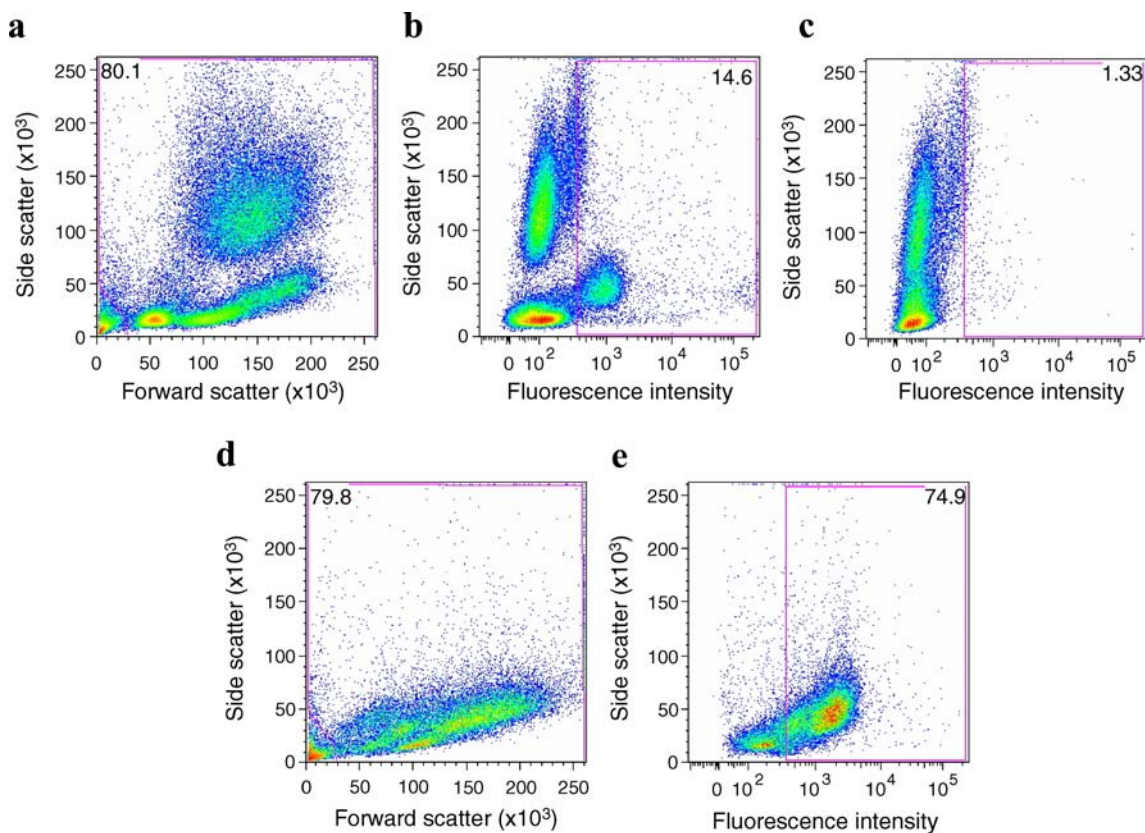 a
80.1
250
200
150
100
50
0
Side scatter (x10³)
0 50 100 150 200 250
Forward scatter (x10³)
b
14.6
250
200
150
100
50
0
Side scatter (x10³)
0 10² 10³ 10⁴ 10⁵
Fluorescence intensity
c
1.33
250
200
150
100
50
0
Side scatter (x10³)
0 10² 10³ 10⁴ 10⁵
Fluorescence intensity
d
79.8
250
200
150
100
50
0
Side scatter (x10³)
0 50 100 150 200 250
Forward scatter (x10³)
e
74.9
250
200
150
100
50
0
Side scatter (x10³)
0 10² 10³ 10⁴ 10⁵
Fluorescence intensity